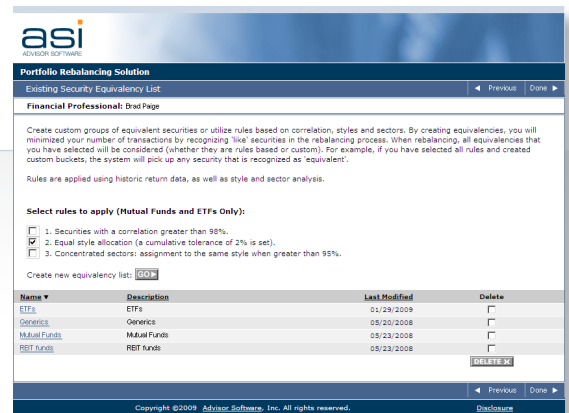 asi
ADVISOR SOFTWARE
Portfolio Rebalancing Solution
Existing Security Equivalency List
◄ Previous Done ►
Financial Professional: Brad Paige
Create custom groups of equivalent securities or utilize rules based on correlation, styles and sectors. By creating equivalencies, you will
minimized your number of transactions by recognizing 'like' securities in the rebalancing process. When rebalancing, all equivalencies that
you have selected will be considered (whether they are rules based or custom). For example, if you have selected all rules and created
custom buckets, the system will pick up any security that is recognized as 'equivalent'.
Rules are applied using historic return data, as well as style and sector analysis.
Select rules to apply (Mutual Funds and ETFs Only):
1. Securities with a correlation greater than 98%.
2. Equal style allocation (a cumulative tolerance of 2% is set).
3. Concentrated sectors: assignment to the same style when greater than 95%.
Create new equivalency list: GO►
Name ▼ Description Last Modified Delete
ETFs ETFs 01/29/2009
Generics Generics 05/20/2008
Mutual Funds Mutual Funds 05/23/2008
REIT funds REIT funds 05/23/2008
DELETE X
◄ Previous Done ►
Copyright ©2009 Advisor Software, Inc. All rights reserved. Disclosure